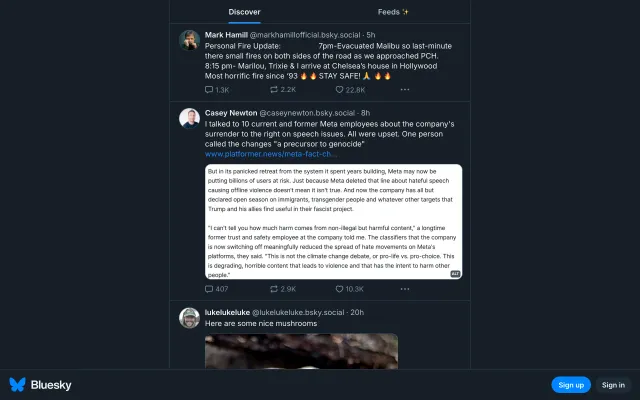 Discover
Feeds ✨
Mark Hamill @markhamillofficial.bsky.social · 5h
Personal Fire Update: 7pm-Evacuated Malibu so last-minute
there small fires on both sides of the road as we approached PCH.
8:15 pm- Marilou, Trixie & I arrive at Chelsea's house in Hollywood
Most horrific fire since '93 🔥🔥STAY SAFE!🙏 🔥🔥
1.3K 2.2K 22.8K ...
Casey Newton @caseynewton.bsky.social · 8h
I talked to 10 current and former Meta employees about the company's
surrender to the right on speech issues. All were upset. One person
called the changes "a precursor to genocide"
www.platformer.news/meta-fact-ch...
But in its panicked retreat from the system it spent years building, Meta may now be
putting billions of users at risk. Just because Meta deleted that line about hateful speech
causing offline violence doesn't mean it isn't true. And now the company has all but
declared open season on immigrants, transgender people and whatever other targets that
Trump and his allies find useful in their fascist project.
"I can't tell you how much harm comes from non-illegal but harmful content," a longtime
former trust and safety employee at the company told me. The classifiers that the company
is now switching off meaningfully reduced the spread of hate movements on Meta's
platforms, they said. "This is not the climate change debate, or pro-life vs. pro-choice. This
is degrading, horrible content that leads to violence and that has the intent to harm other
people."
ALT
407 2.9K 10.3K ...
lukelukeluke @lukelukeluke.bsky.social · 20h
Here are some nice mushrooms
Bluesky
Sign up
Sign in